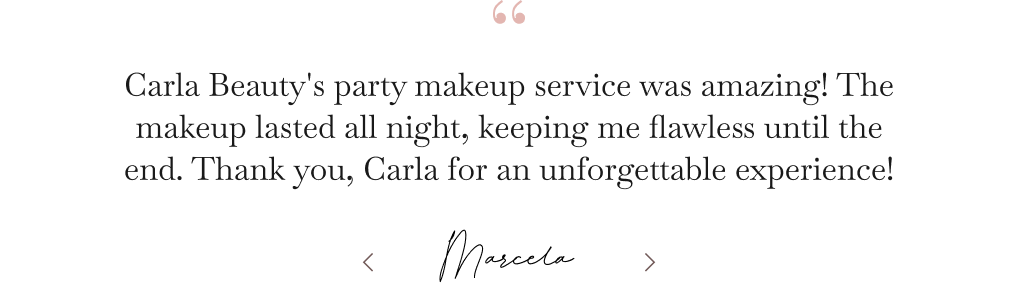 “
Carla Beauty's party makeup service was amazing! The
makeup lasted all night, keeping me flawless until the
end. Thank you, Carla for an unforgettable experience!
Marcela